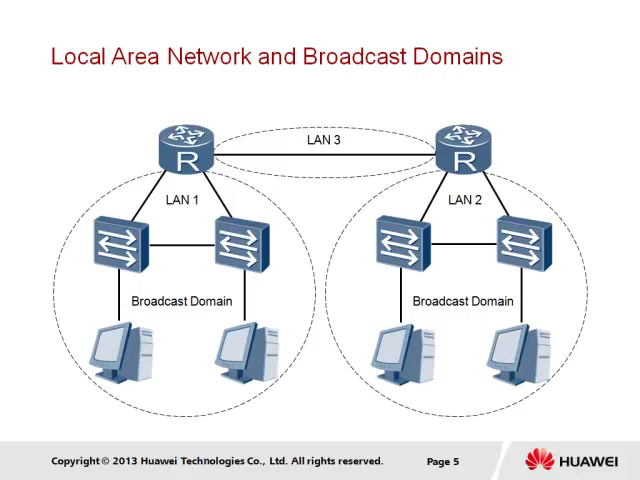 Local Area Network and Broadcast Domains
LAN 3
R
R
LAN 1
LAN 2
Broadcast Domain
Broadcast Domain
Copyright © 2013 Huawei Technologies Co., Ltd. All rights reserved.
Page 5
HUAWEI